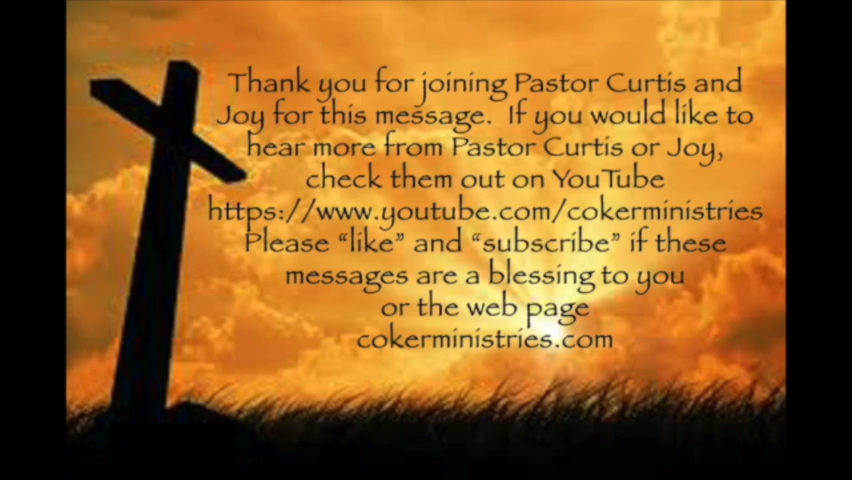 Thank you for joining Pastor Curtis and
Joy for this message. If you would like to
hear more from Pastor Curtis or Joy,
check them out on YouTube
https://www.youtube.com/cokerministries
Please “like” and “subscribe” if these
messages are a blessing to you
or the web page
cokerministries.com